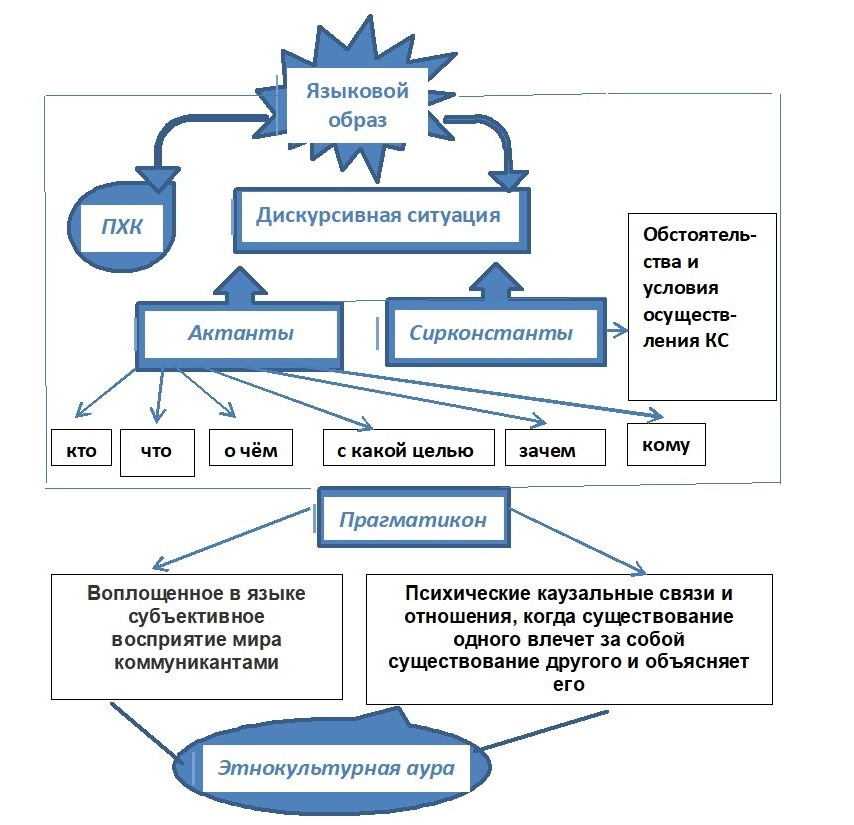 Языковой
образ
ПХК
Дискурсивная ситуация
Обстоятель-
ства и
условия
осуществ-
ления КС
Актанты
Сирконстанты
кто
что
о чём
с какой целью
зачем
кому
Прагматикон
Воплощенное в языке
субъективное
восприятие мира
коммуникантами
Психические каузальные связи и
отношения, когда существование
одного влечет за собой
существование другого и объясняет
его
Этнокультурная аура